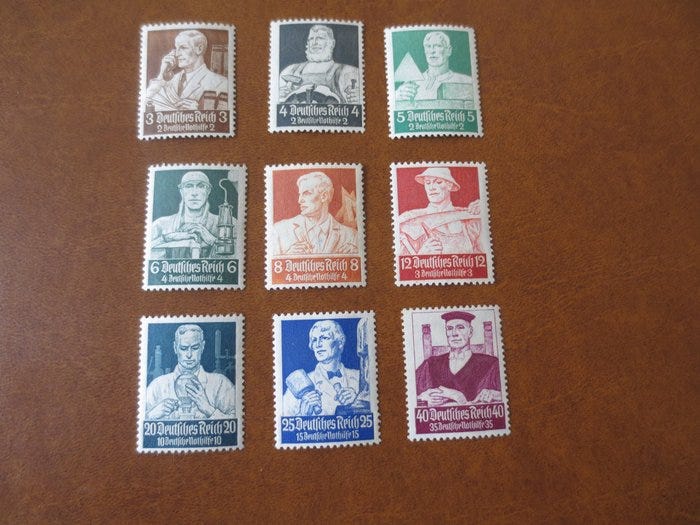 3 Deutsches Reich 3
2 Deutsche Nothilfe 2
4 Deutsches Reich 4
2 Deutsche Nothilfe 2
5 Deutsches Reich 5
2 Deutsche Nothilfe 2
6 Deutsches Reich 6
4 Deutsche Nothilfe 4
8 Deutsches Reich 8
4 Deutsche Nothilfe 4
12 Deutsches Reich 12
3 Deutsche Nothilfe 3
20 Deutsches Reich 20
10 Deutsche Nothilfe 10
25 Deutsches Reich 25
15 Deutsche Nothilfe 15
40 Deutsches Reich 40
35 Deutsche Nothilfe 35